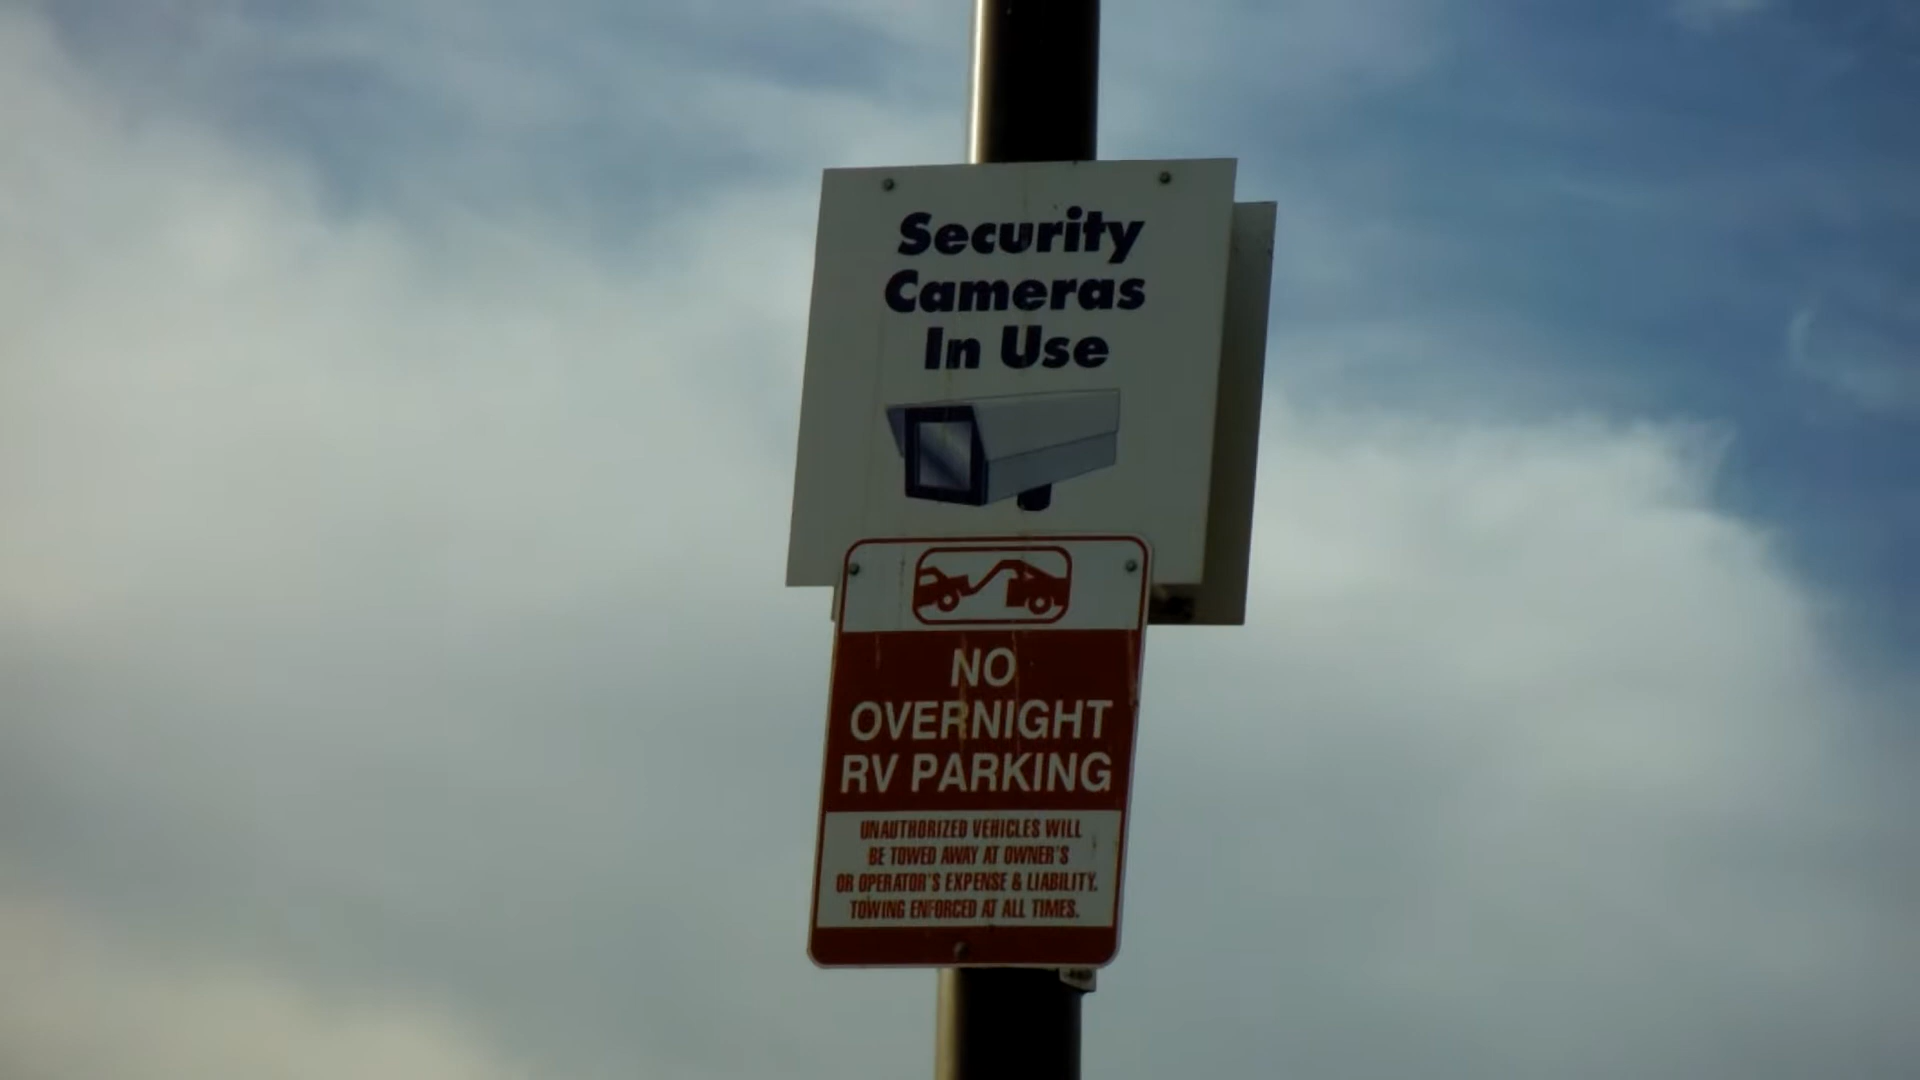 Security
Cameras
In Use
NO
OVERNIGHT
RV PARKING
UNAUTHORIZED VEHICLES WILL
BE TOWED AWAY AT OWNER'S
OR OPERATOR'S EXPENSE & LIABILITY.
TOWING ENFORCED AT ALL TIMES.